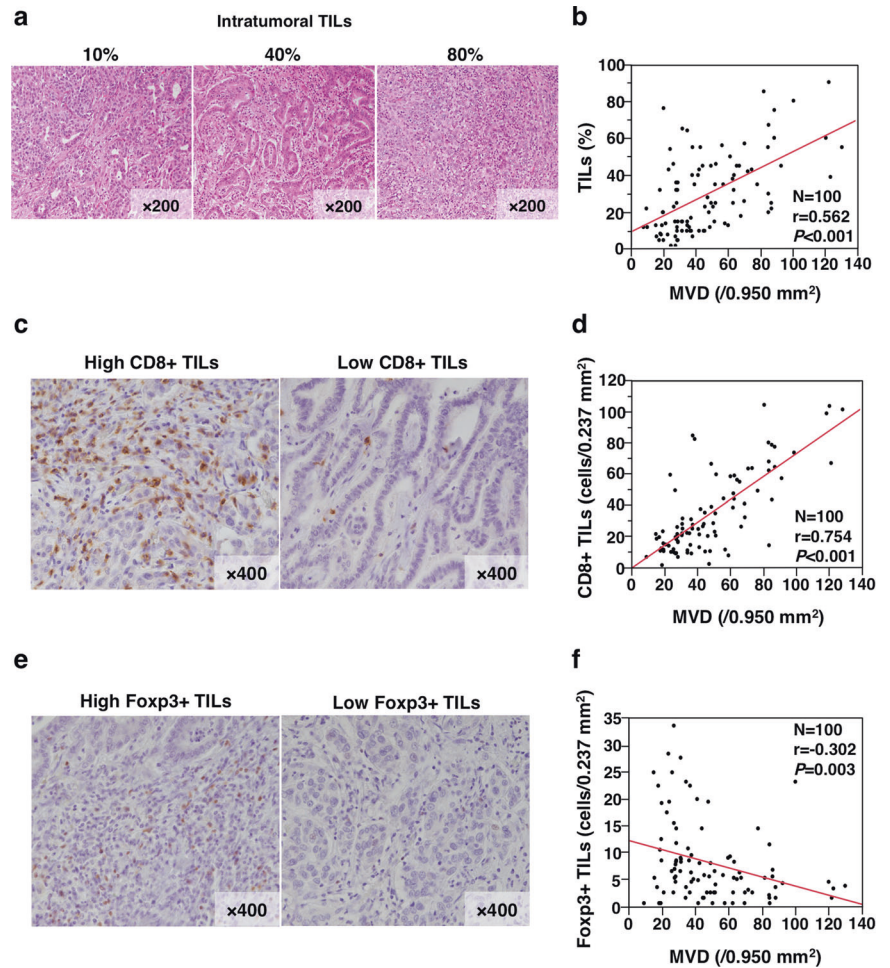 a
Intratumoral TILs
10%
40%
80%
×200
×200
×200
b
100
80
60
40
20
0
TILs (%)
N=100
r=0.562
P<0.001
0 20 40 60 80 100 120 140
MVD (/0.950 mm²)
c
High CD8+ TILs
Low CD8+ TILs
×400
×400
d
120
100
80
60
40
20
0
CD8+ TILs (cells/0.237 mm²)
N=100
r=0.754
P<0.001
0 20 40 60 80 100 120 140
MVD (/0.950 mm²)
e
High Foxp3+ TILs
Low Foxp3+ TILs
×400
×400
f
35
30
25
20
15
10
5
0
Foxp3+ TILs (cells/0.237 mm²)
N=100
r=-0.302
P=0.003
0 20 40 60 80 100 120 140
MVD (/0.950 mm²)